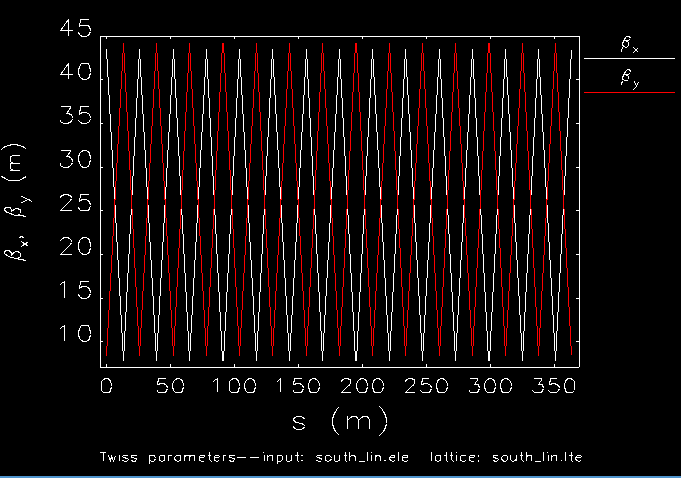 45
40
35
30
25
20
15
10
βx, βy (m)
βx
βy
0 50 100 150 200 250 300 350
s (m)
Twiss parameters--input: south_lin.ele lattice: south_lin.lte